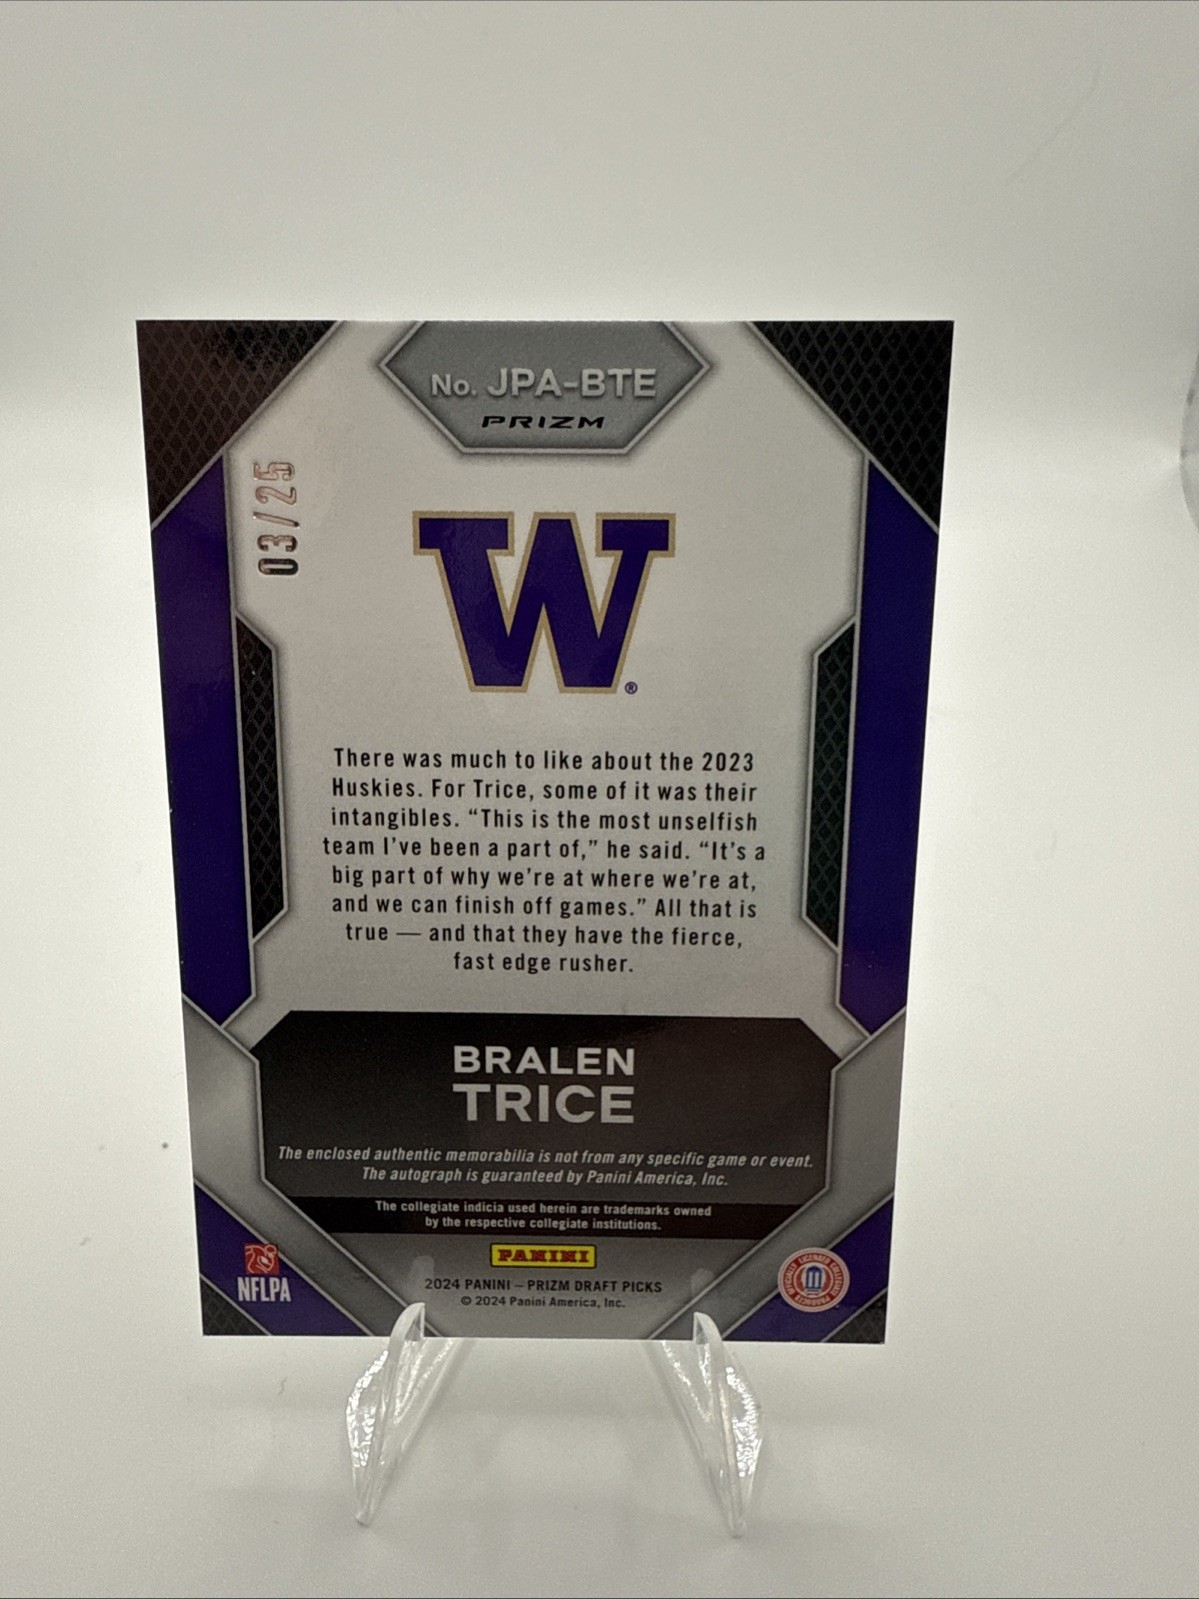 No. JPA-BTE
PRIZM
03/25
W
®
There was much to like about the 2023
Huskies. For Trice, some of it was their
intangibles. “This is the most unselfish
team I’ve been a part of,” he said. “It’s a
big part of why we’re at where we’re at,
and we can finish off games.” All that is
true — and that they have the fierce,
fast edge rusher.
BRALEN
TRICE
The enclosed authentic memorabilia is not from any specific game or event.
The autograph is guaranteed by Panini America, Inc.
The collegiate indicia used herein are trademarks owned
by the respective collegiate institutions.
PANINI
NFLPA
2024 PANINI – PRIZM DRAFT PICKS
© 2024 Panini America, Inc.
OFFICIALLY LICENSED COLLEGIATE PRODUCTS